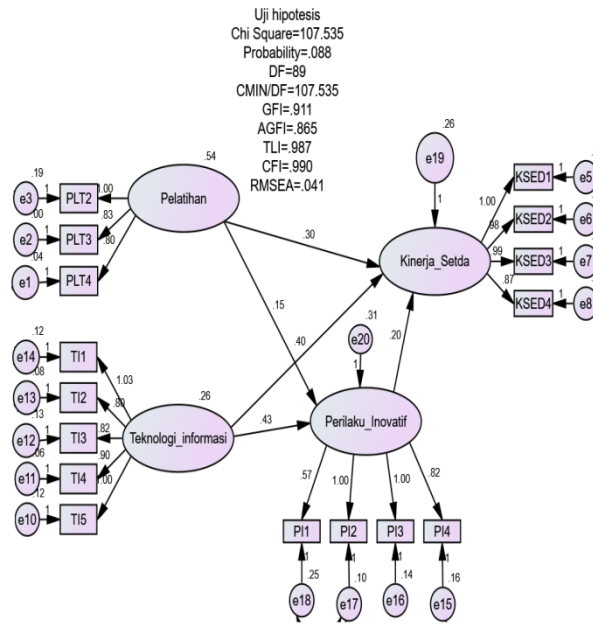 Uji hipotesis
Chi Square=107.535
Probability=.088
DF=89
CMIN/DF=107.535
GFI=.911
AGFI=.865
TLI=.987
CFI=.990
RMSEA=.041
.54
Pelatihan
.19
e3
1
PLT2
1.00
.00
e2
1
PLT3
.83
.04
e1
1
PLT4
.80
.26
e19
1
Kinerja_Setda
KSED1
1.00
1
e5
KSED2
.98
1
e6
KSED3
.99
1
e7
KSED4
.87
1
e8
.30
.15
.40
.43
.20
.12
e14
1
TI1
1.03
.08
e13
1
TI2
.80
.13
e12
1
TI3
.82
.06
e11
1
TI4
.90
.12
e10
1
TI5
1.00
.26
Teknologi_informasi
.31
e20
1
Perilaku_Inovatif
.57
1.00
1.00
.82
PI1
PI2
PI3
PI4
1
1
1
1
.25
.10
.14
.16
e18
e17
e16
e15